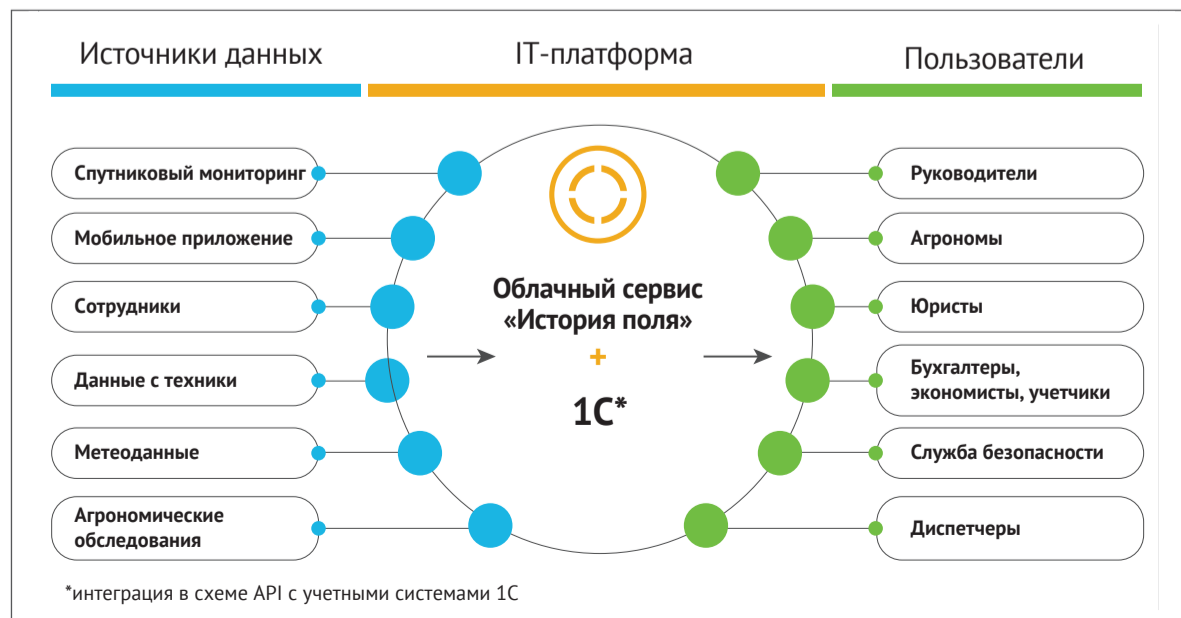 Источники данных
IT-платформа
Пользователи
Спутниковый мониторинг
Мобильное приложение
Сотрудники
Данные с техники
Метеоданные
Агрономические
обследования
Облачный сервис
«История поля»
+
1С*
Руководители
Агрономы
Юристы
Бухгалтеры,
экономисты, учетчики
Служба безопасности
Диспетчеры
*интеграция в схеме API с учетными системами 1С